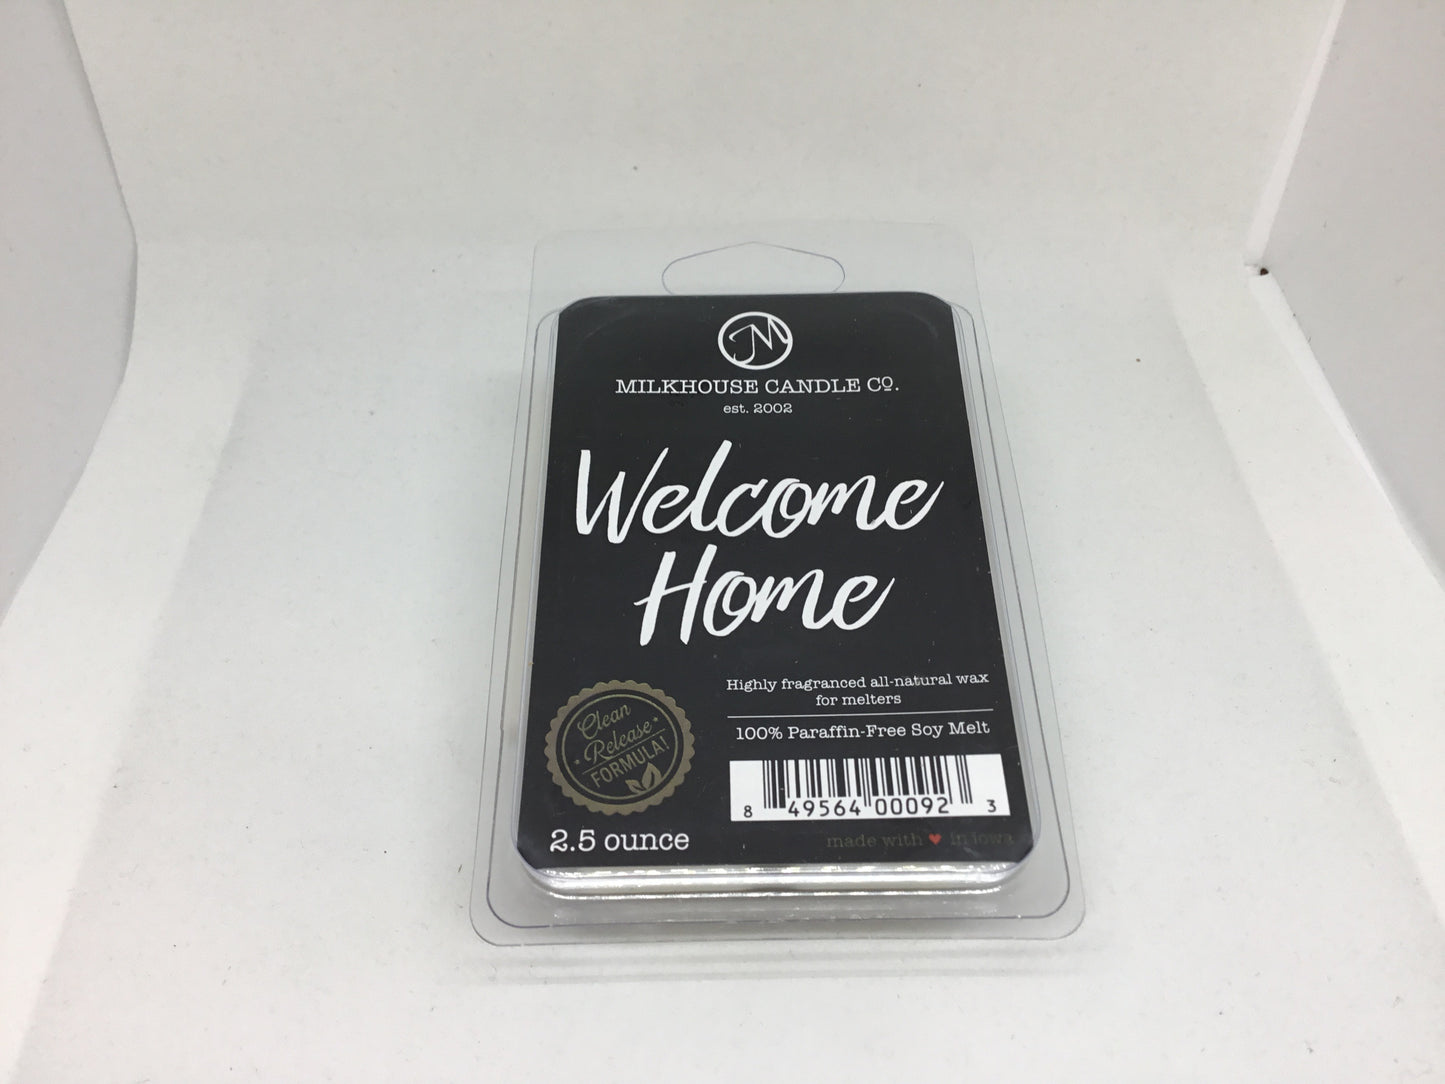 JM
MILKHOUSE CANDLE Co.
est. 2002
Welcome
Home
Highly fragranced all-natural wax
for melters
100% Paraffin-Free Soy Melt
Clean
Release
FORMULA!
8 49564 00092 3
2.5 ounce
made with ♥ in Iowa